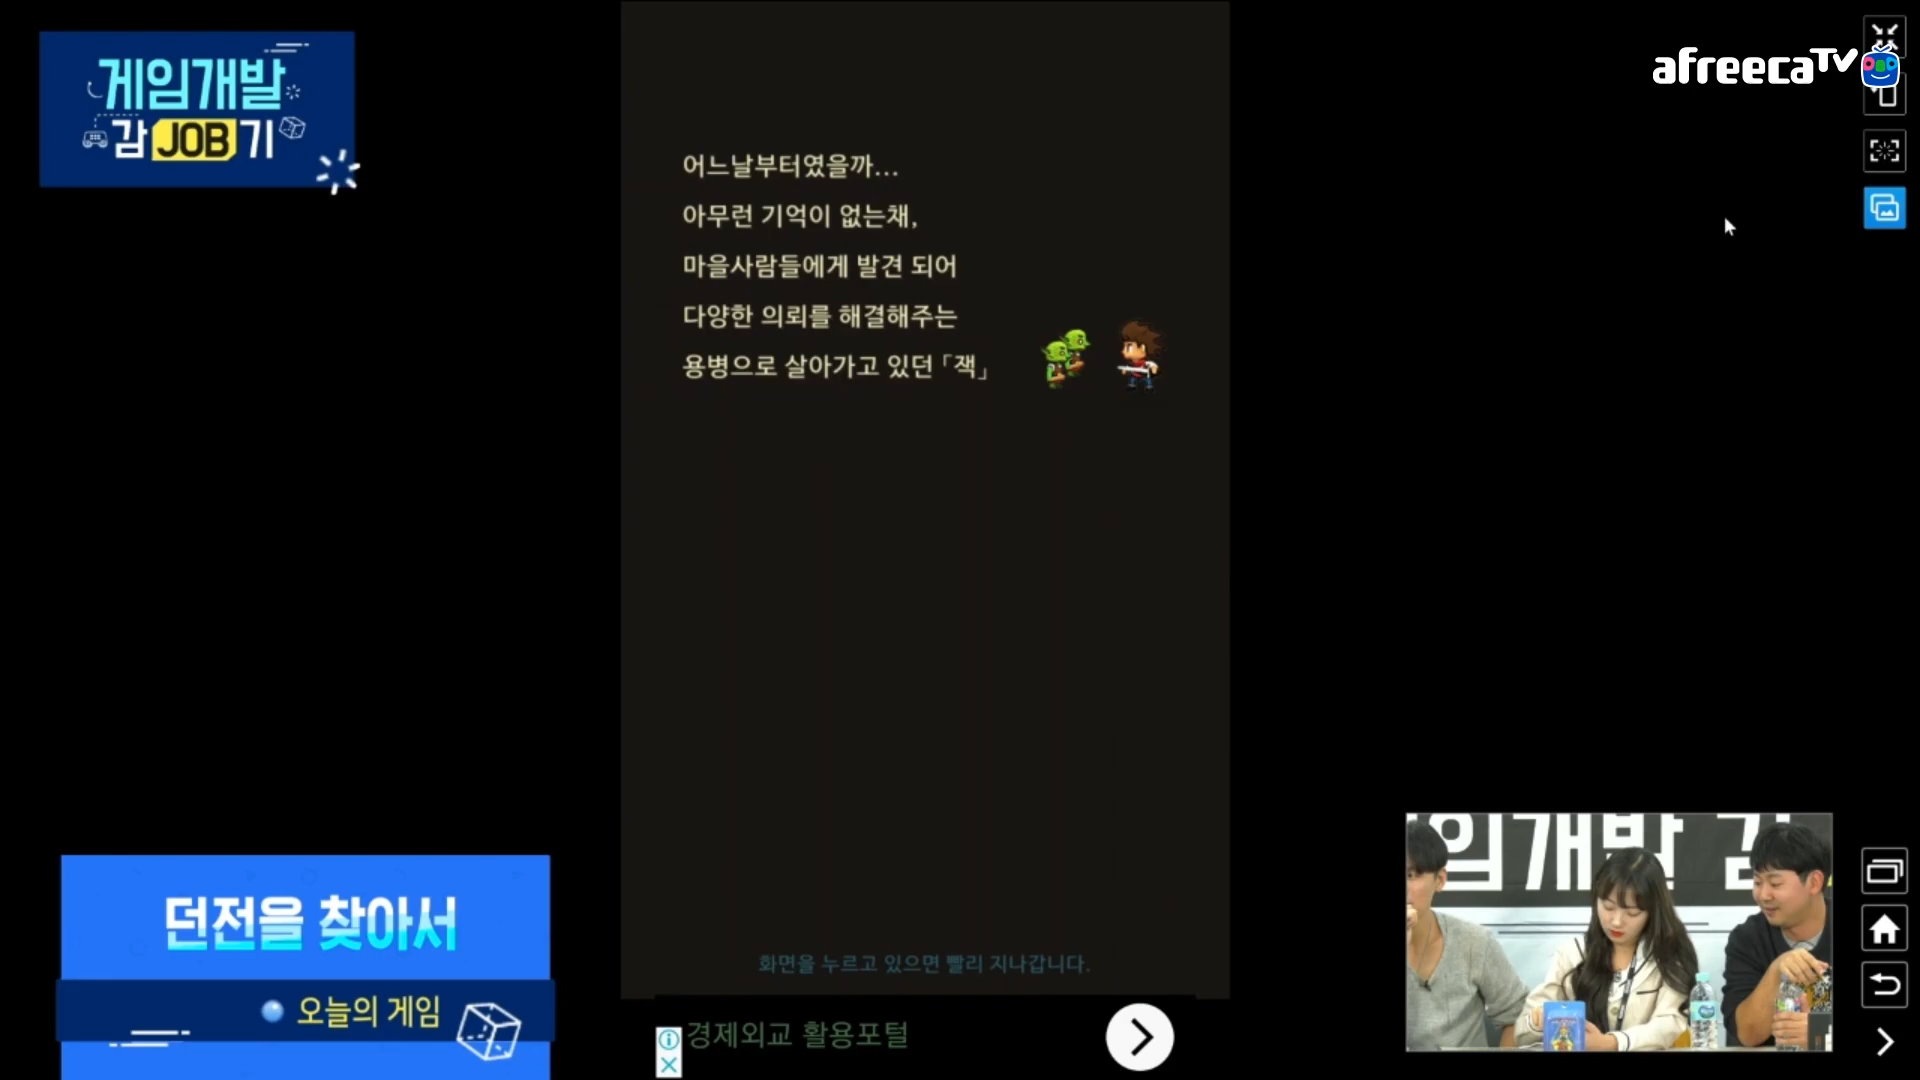 게임개발
감JOB기
afreecaTV
어느날부터였을까...
아무런 기억이 없는채,
마을사람들에게 발견 되어
다양한 의뢰를 해결해주는
용병으로 살아가고 있던「잭」
화면을 누르고 있으면 빨리 지나갑니다.
경제외교 활용포털
던전을 찾아서
오늘의 게임
임개발 감